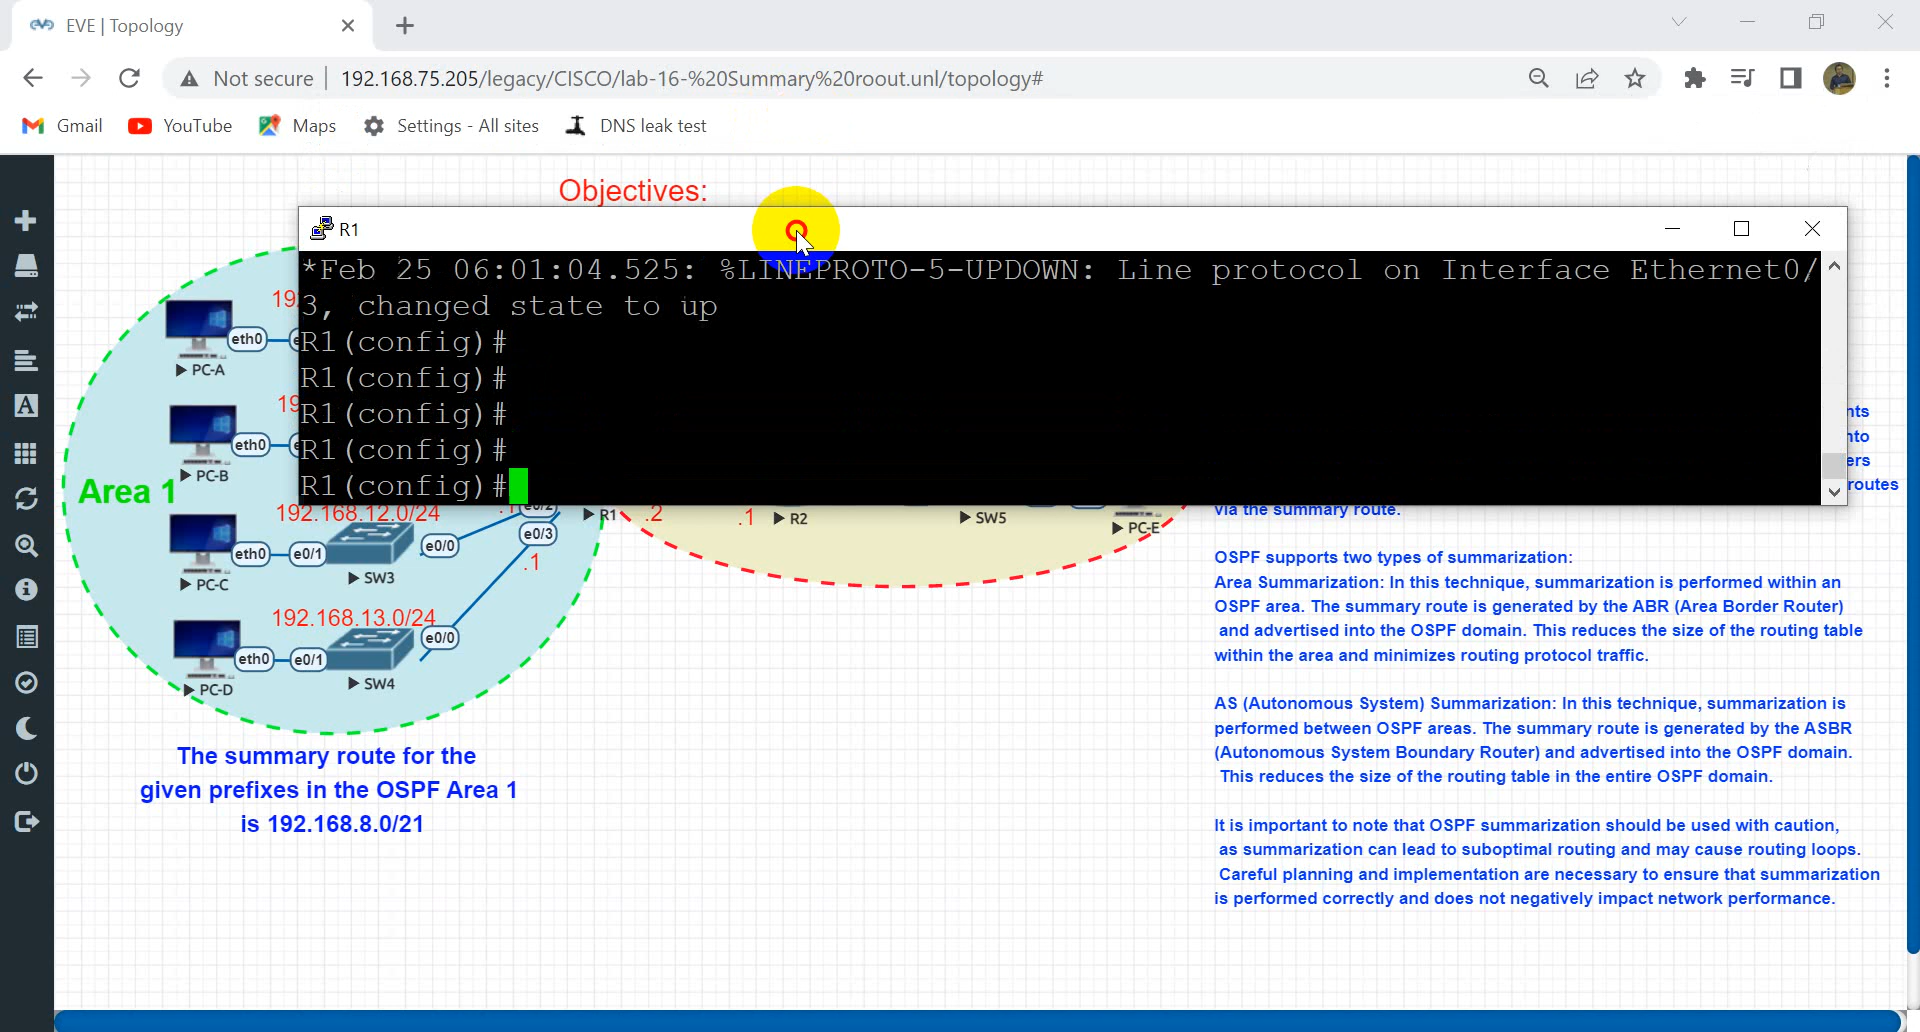 EVE | Topology
Not secure
192.168.75.205/legacy/CISCO/lab-16-%20Summary%20roout.unl/topology#
Gmail
YouTube
Maps
Settings - All sites
DNS leak test
Objectives:
R1
*Feb 25 06:01:04.525: %LINEPROTO-5-UPDOWN: Line protocol on Interface Ethernet0/
3, changed state to up
R1(config)#
R1(config)#
R1(config)#
R1(config)#
R1(config)#
19
eth0
PC-A
19
eth0
PC-B
Area 1
192.168.12.0/24
.1
e0/2
R1
eth0
e0/1
e0/0
e0/3
PC-C
SW3
.1
192.168.13.0/24
eth0
e0/1
e0/0
PC-D
SW4
.2
.1
R2
SW5
PC-E
The summary route for the
given prefixes in the OSPF Area 1
is 192.168.8.0/21
nts
nto
ers
routes
via the summary route.
OSPF supports two types of summarization:
Area Summarization: In this technique, summarization is performed within an
OSPF area. The summary route is generated by the ABR (Area Border Router)
and advertised into the OSPF domain. This reduces the size of the routing table
within the area and minimizes routing protocol traffic.
AS (Autonomous System) Summarization: In this technique, summarization is
performed between OSPF areas. The summary route is generated by the ASBR
(Autonomous System Boundary Router) and advertised into the OSPF domain.
This reduces the size of the routing table in the entire OSPF domain.
It is important to note that OSPF summarization should be used with caution,
as summarization can lead to suboptimal routing and may cause routing loops.
Careful planning and implementation are necessary to ensure that summarization
is performed correctly and does not negatively impact network performance.